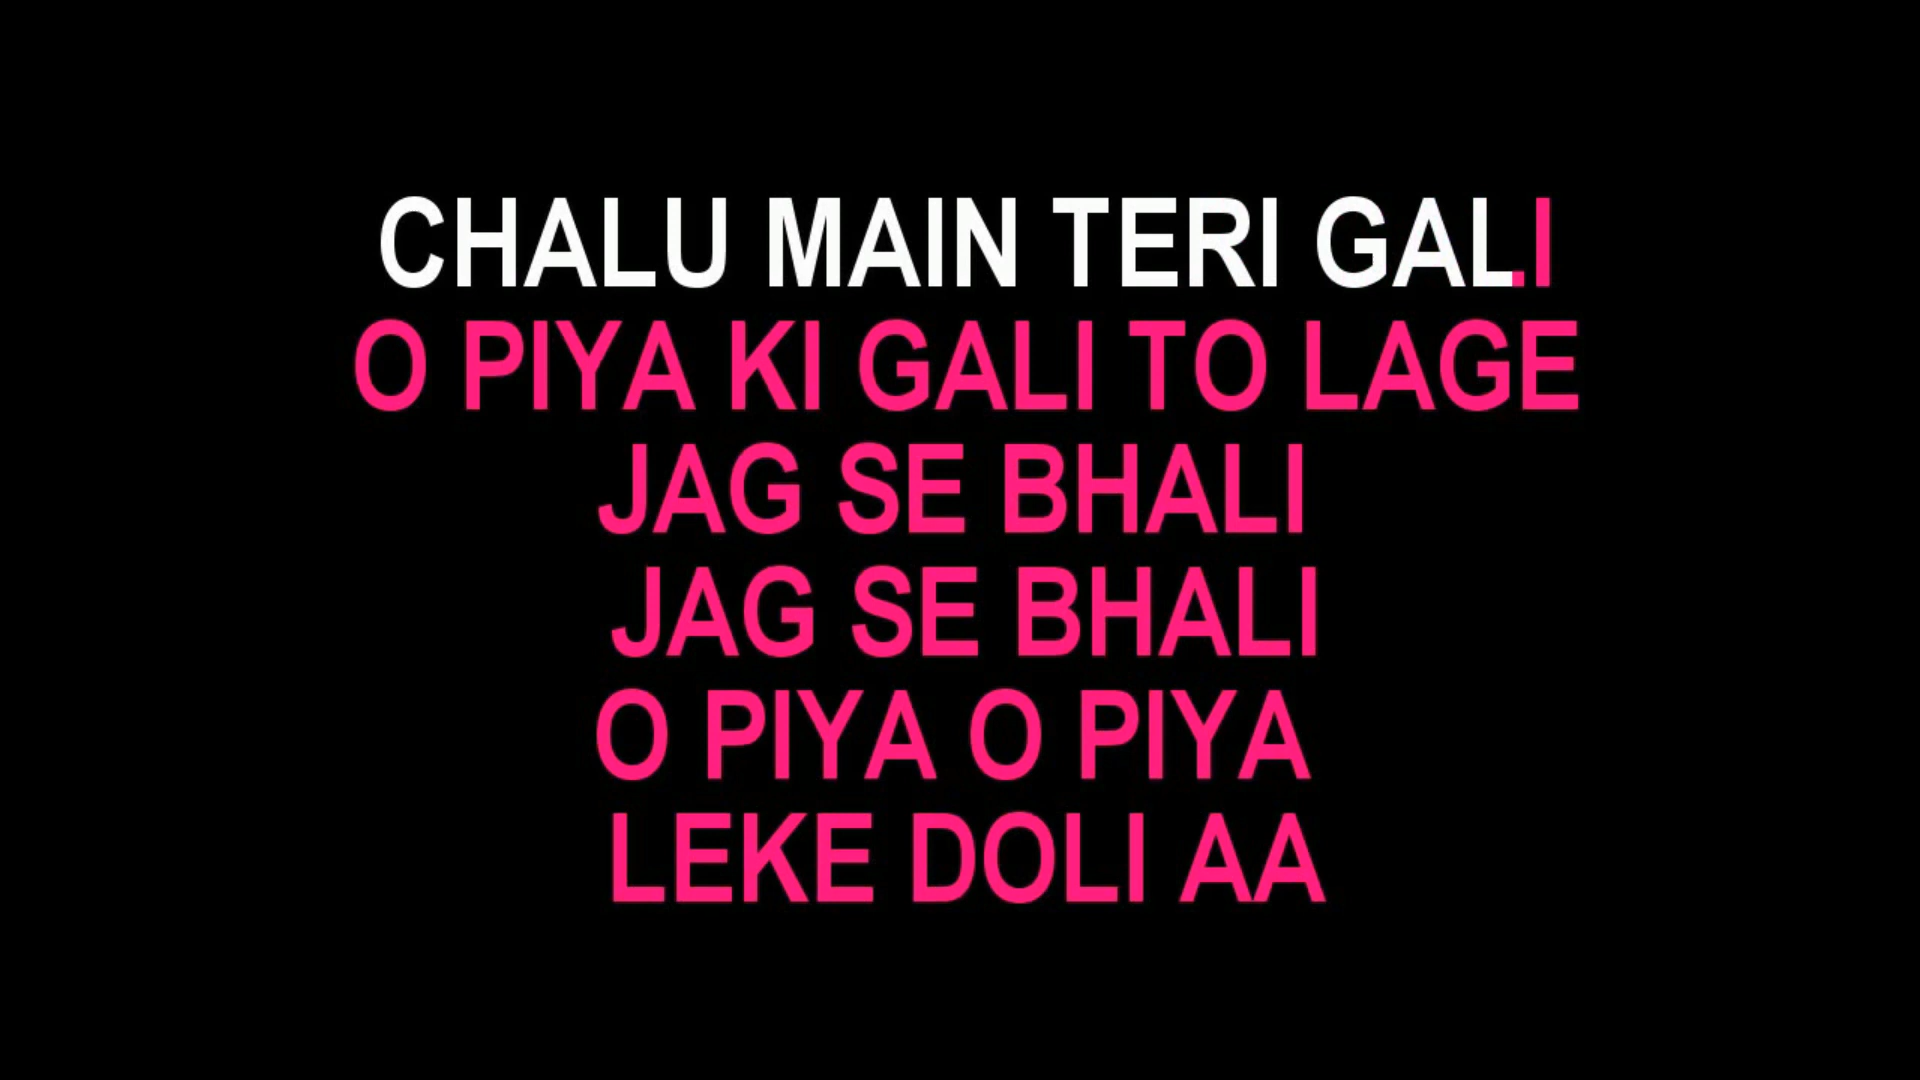 CHALU MAIN TERI GALI
O PIYA KI GALI TO LAGE
JAG SE BHALI
JAG SE BHALI
O PIYA O PIYA
LEKE DOLI AA